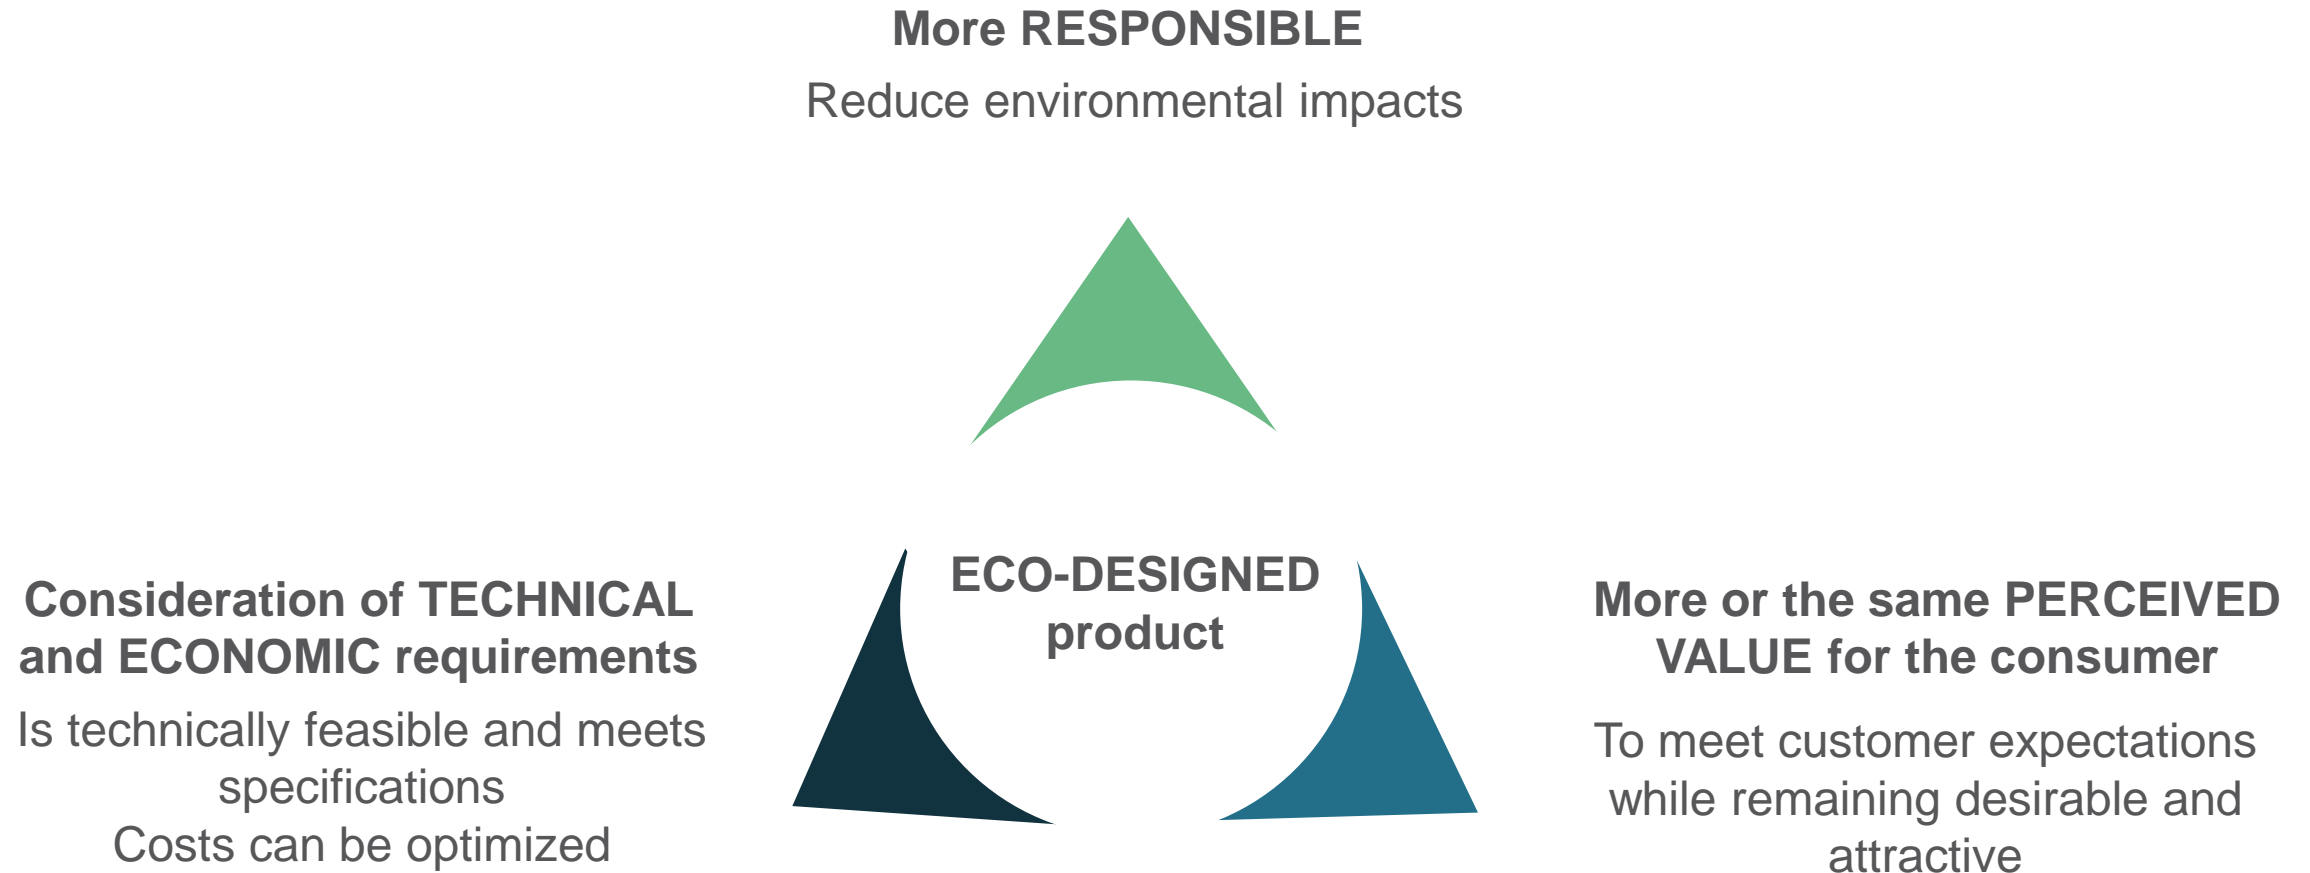 More RESPONSIBLE
Reduce environmental impacts
ECO-DESIGNED
product
Consideration of TECHNICAL
and ECONOMIC requirements
Is technically feasible and meets
specifications
Costs can be optimized
More or the same PERCEIVED
VALUE for the consumer
To meet customer expectations
while remaining desirable and
attractive